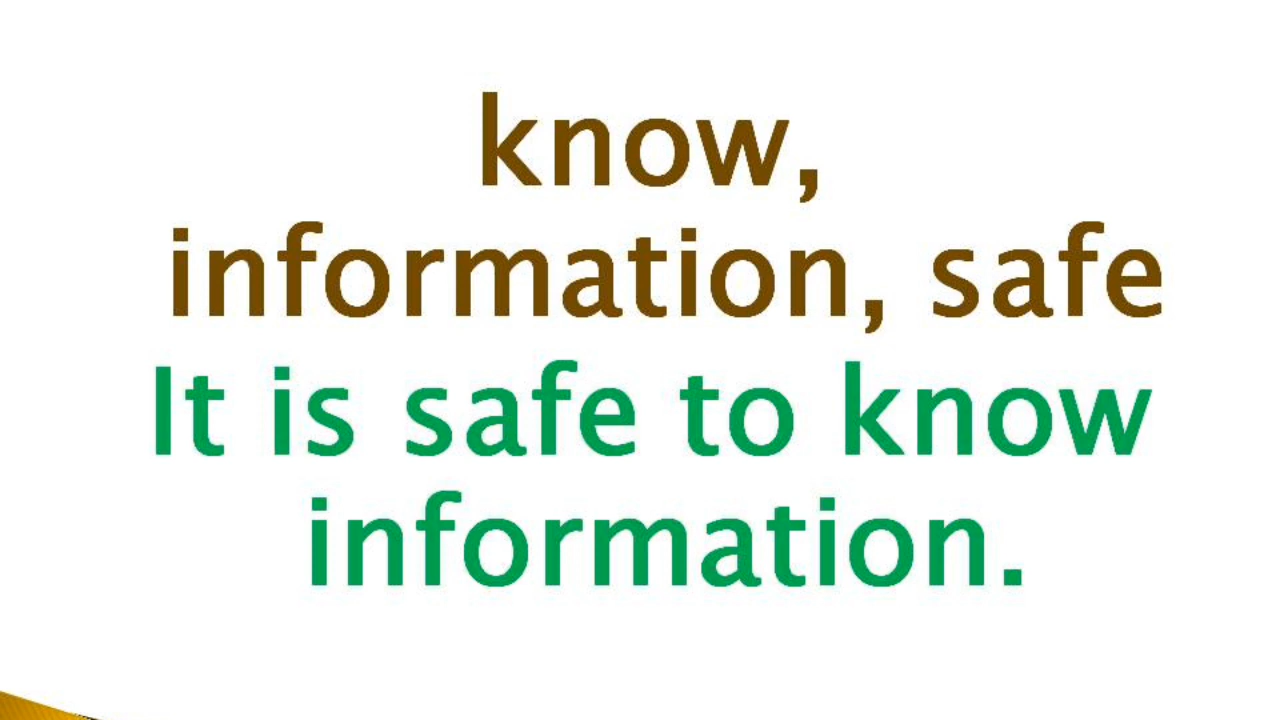 know,
information, safe
It is safe to know
information.